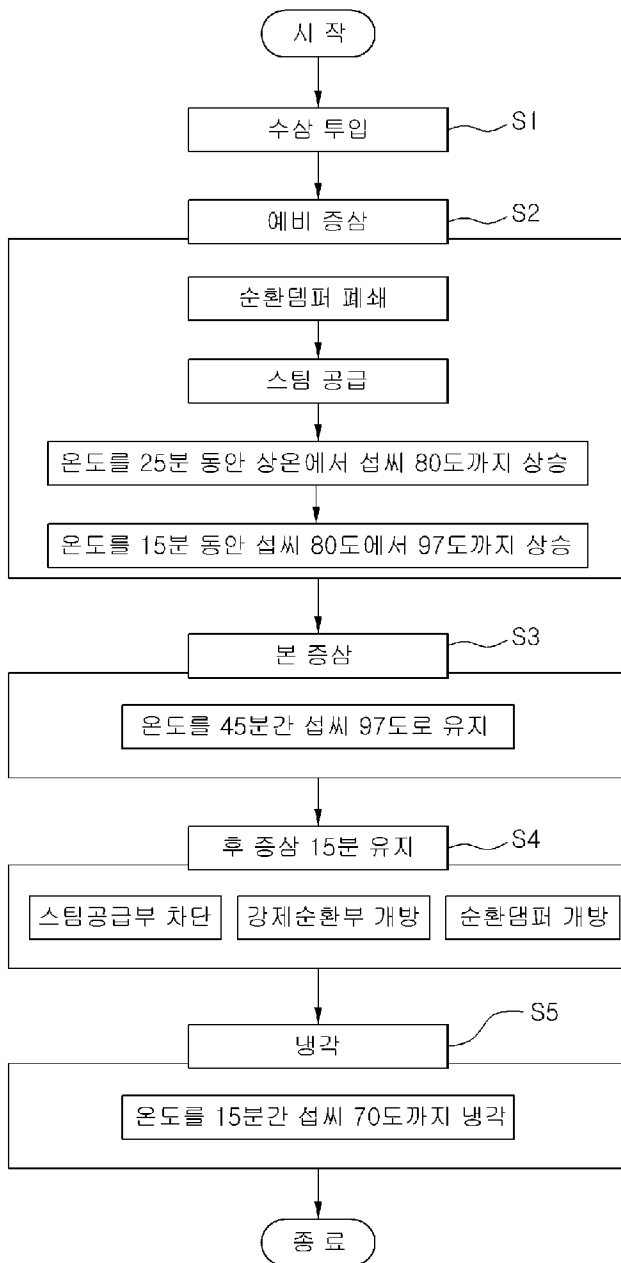 시 작
수삼 투입
S1
예비 증삼
S2
순환뎀퍼 폐쇄
스팀 공급
온도를 25분 동안 상온에서 섭씨 80도까지 상승
온도를 15분 동안 섭씨 80도에서 97도까지 상승
본 증삼
S3
온도를 45분간 섭씨 97도로 유지
후 증삼 15분 유지
S4
스팀공급부 차단 강제순환부 개방 순환댐퍼 개방
냉각
S5
온도를 15분간 섭씨 70도까지 냉각
종 료